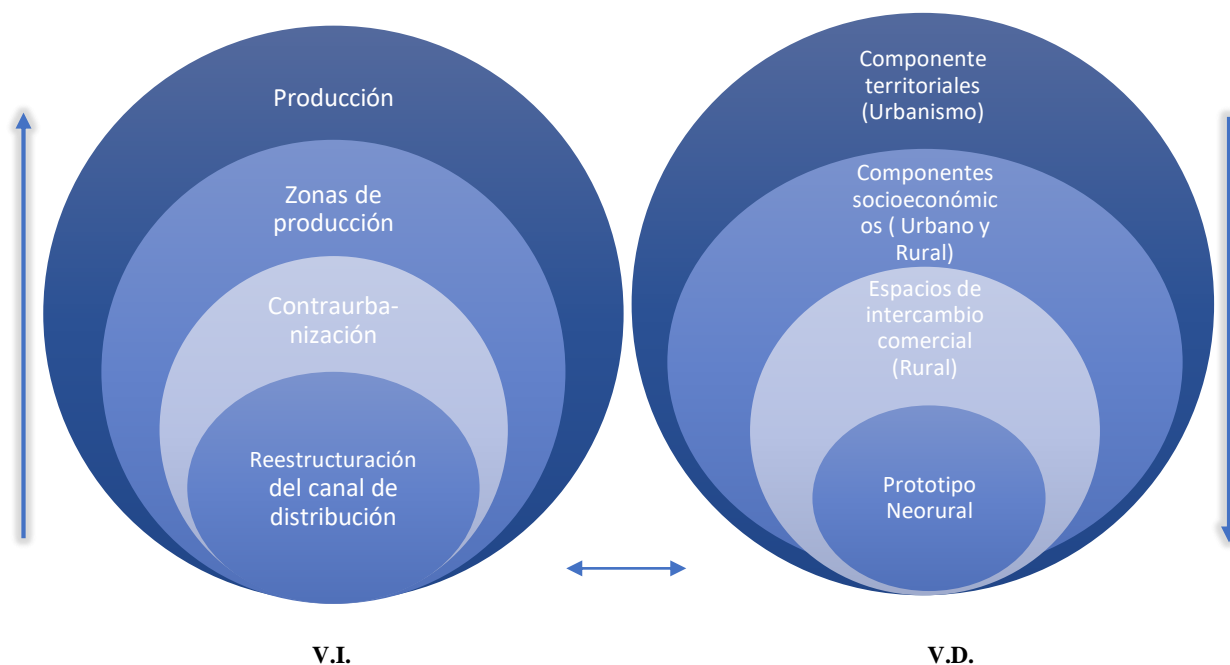 Producción
Zonas de
producción
Contraurba-
nización
Reestructuración
del canal de
distribución
V.I.
Componente
territoriales
(Urbanismo)
Componentes
socioeconómic
os ( Urbano y
Rural)
Espacios de
intercambio
comercial
(Rural)
Prototipo
Neorural
V.D.